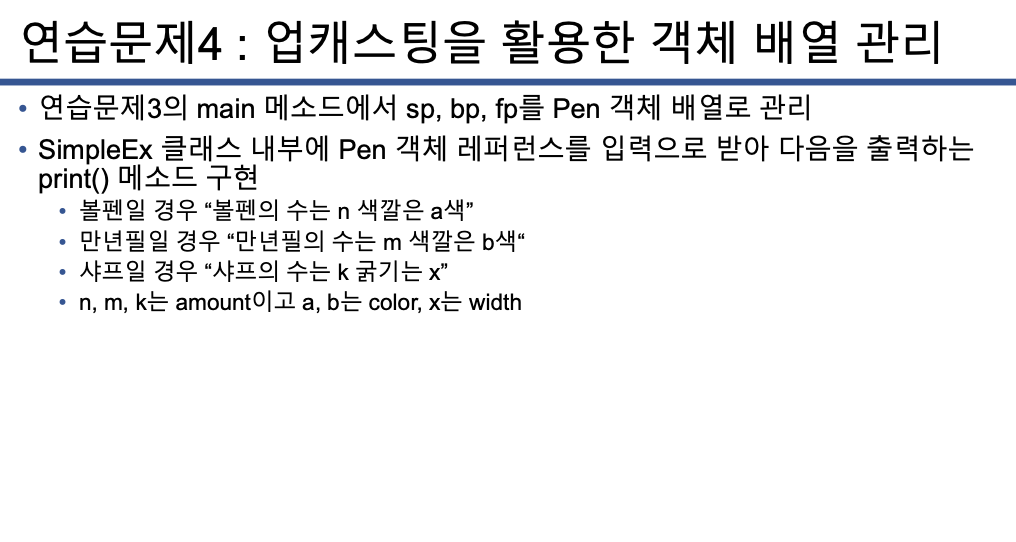 연습문제4 : 업캐스팅을 활용한 객체 배열 관리
• 연습문제3의 main 메소드에서 sp, bp, fp를 Pen 객체 배열로 관리
• SimpleEx 클래스 내부에 Pen 객체 레퍼런스를 입력으로 받아 다음을 출력하는
print() 메소드 구현
• 볼펜일 경우 “볼펜의 수는 n 색깔은 a색”
• 만년필일 경우 “만년필의 수는 m 색깔은 b색“
• 샤프일 경우 “샤프의 수는 k 굵기는 x”
• n, m, k는 amount이고 a, b는 color, x는 width